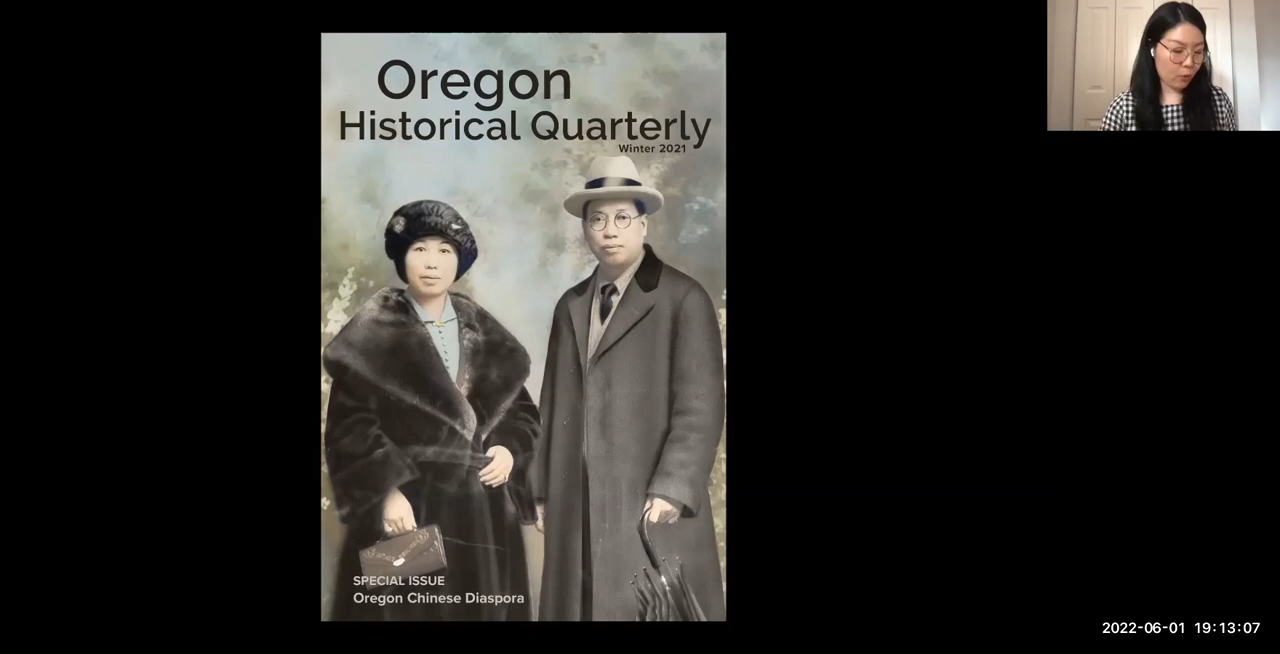 Oregon
Historical Quarterly
Winter 2021
SPECIAL ISSUE
Oregon Chinese Diaspora
2022-06-01 19:13:07